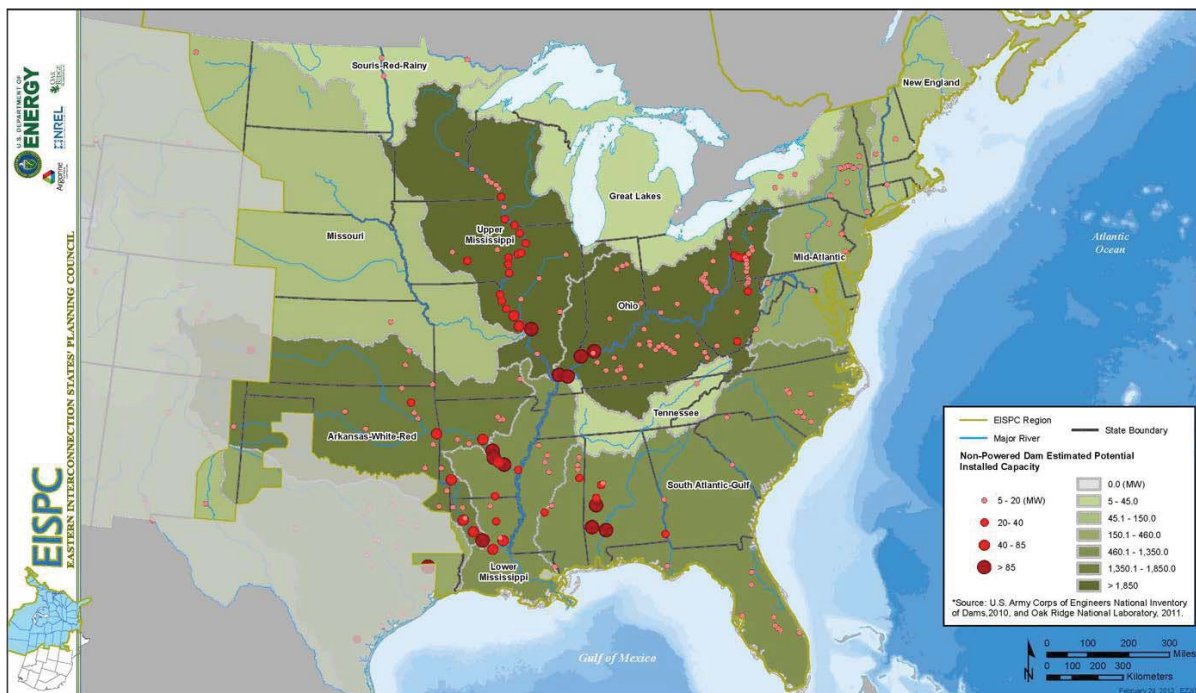 EISPC
EASTERN INTERCONNECTION STATES' PLANNING COUNCIL
U.S. DEPARTMENT OF
ENERGY
OAK
RIDGE
Argonne
NREL
Souris-Red-Rainy
New England
Great Lakes
Missouri
Upper
Mississippi
Mid-Atlantic
Atlantic
Ocean
Ohio
Tennessee
Arkansas-White-Red
South Atlantic-Gulf
Lower
Mississippi
Gulf of Mexico
EISPC Region
Major River
State Boundary
Non-Powered Dam Estimated Potential
Installed Capacity
5 - 20 (MW)
20- 40
40 - 85
> 85
0.0 (MW)
5 - 45.0
45.1 - 150.0
150.1 - 460.0
460.1 - 1,350.0
1,350.1 - 1,850.0
> 1,850
*Source: U.S. Army Corps of Engineers National Inventory
of Dams,2010, and Oak Ridge National Laboratory, 2011.
N
0 100 200 300
Miles
0 100 200 300
Kilometers